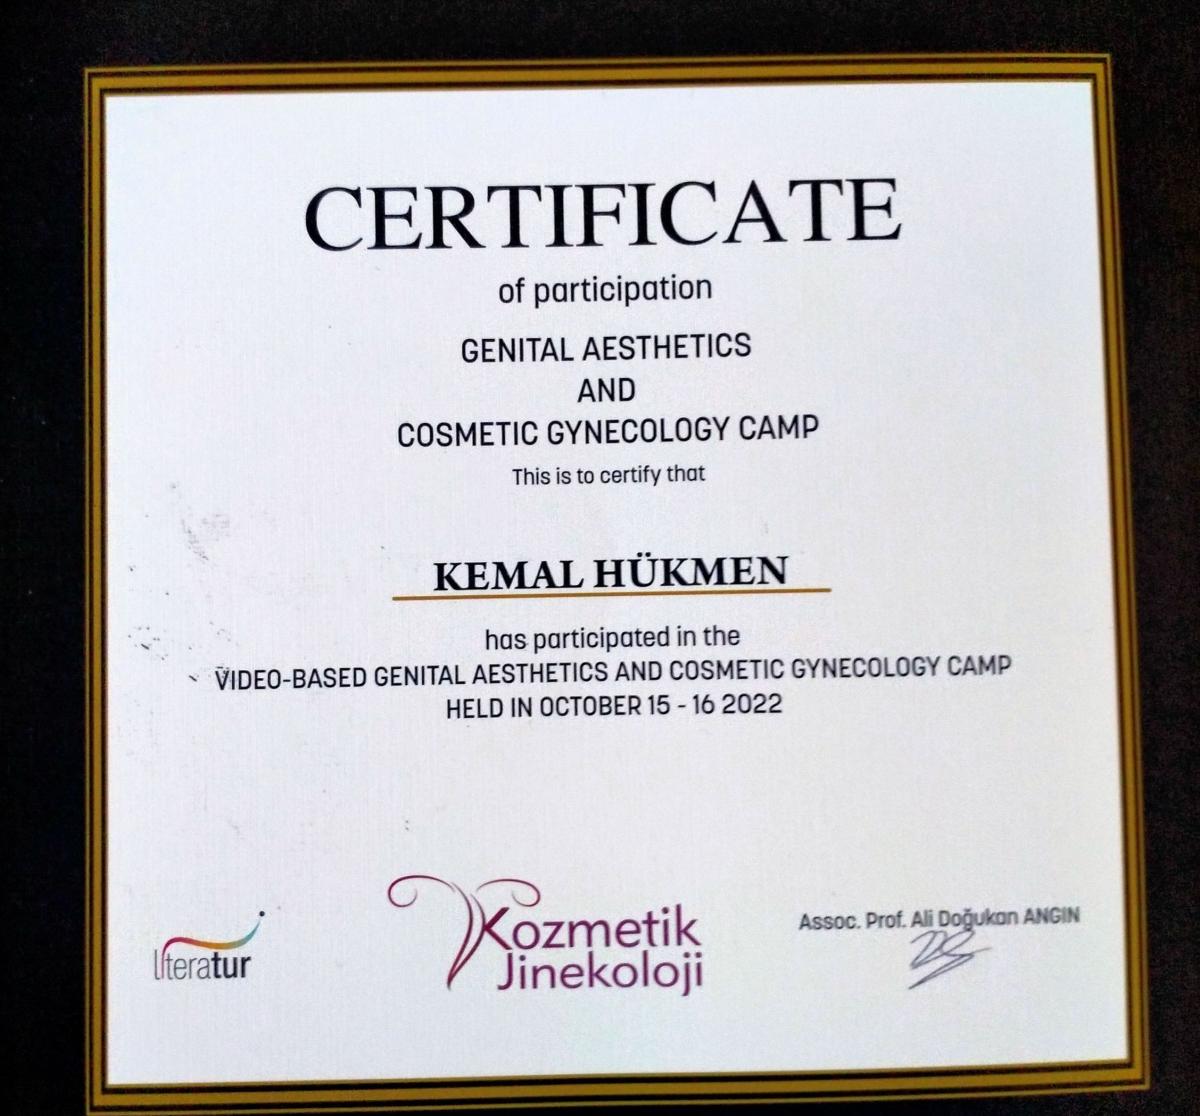 CERTIFICATE
of participation
GENITAL AESTHETICS
AND
COSMETIC GYNECOLOGY CAMP
This is to certify that
KEMAL HÜKMEN
has participated in the
VIDEO-BASED GENITAL AESTHETICS AND COSMETIC GYNECOLOGY CAMP
HELD IN OCTOBER 15 - 16 2022
literatur
Kozmetik
Jinekoloji
Assoc. Prof. Ali Doğukan ANGIN